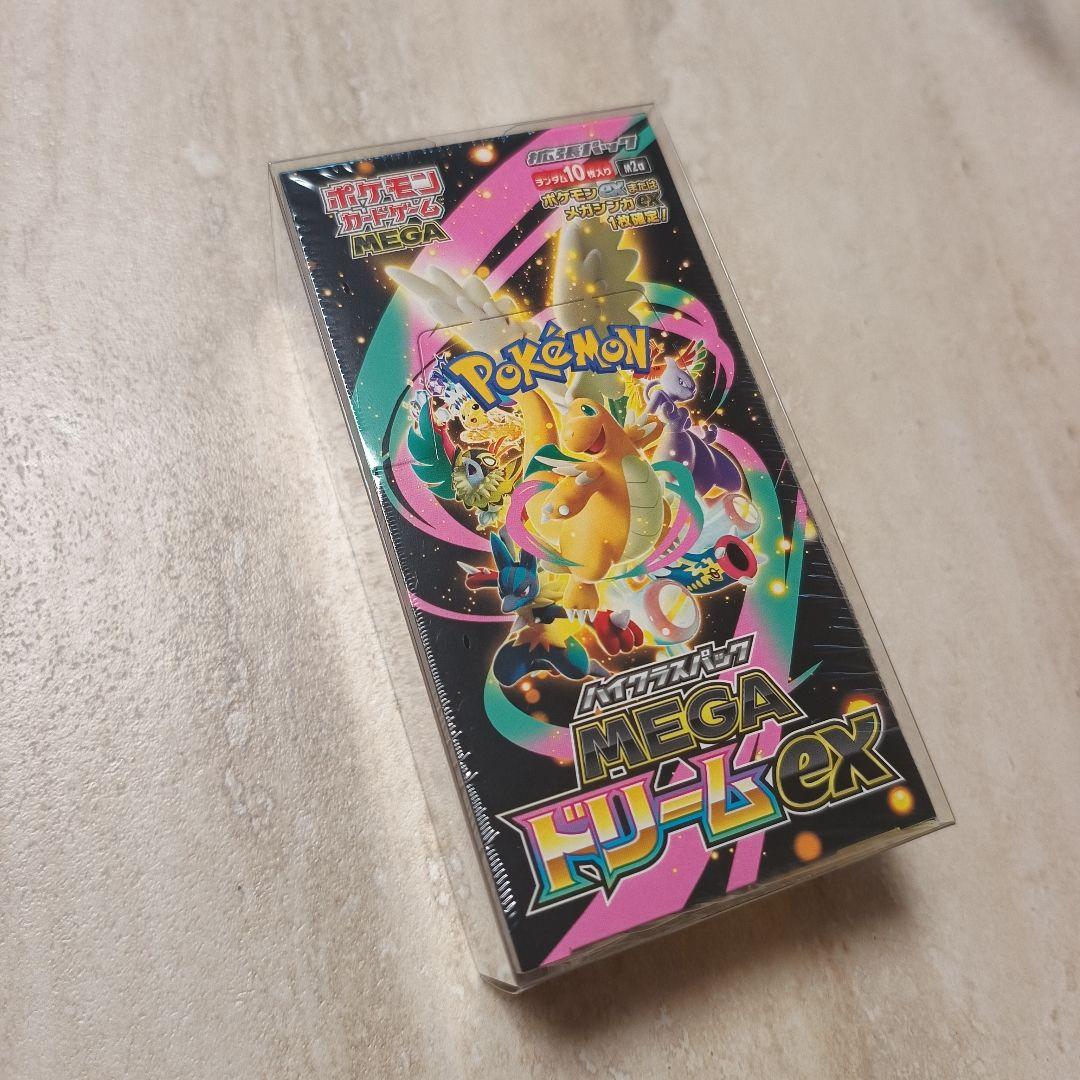 ポケモン
カードゲーム
MEGA
拡張パック
ランダム10枚入り M2a
ポケモンexまたは
メガシンカex
1枚確定!
POKéMON
ハイクラスパック
MEGA
ドリームex